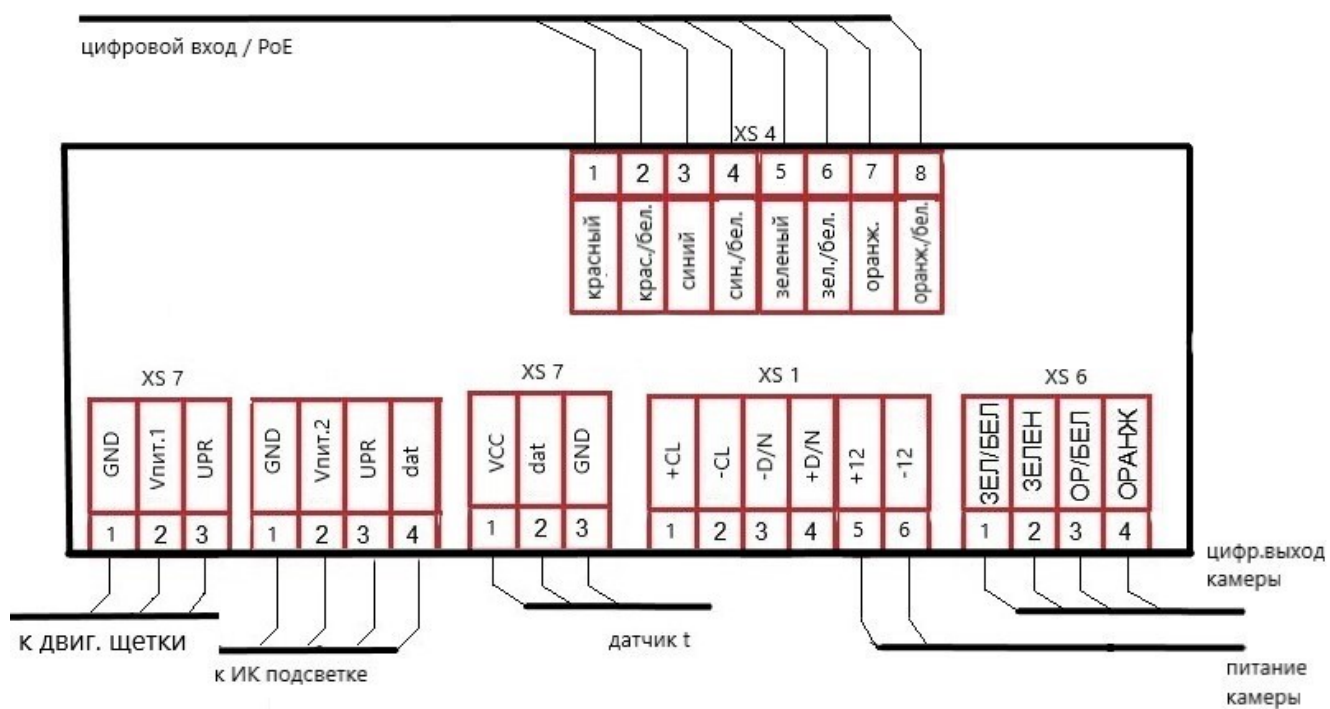 цифровой вход / PoE
XS 4
1 2 3 4 5 6 7 8
красный
крас./бел.
синий
син./бел.
зеленый
зел./бел.
оранж.
оранж./бел.
XS 7
GND
Vпит.1
UPR
1 2 3
GND
Vпит.2
UPR
dat
1 2 3 4
XS 7
VCC
dat
GND
1 2 3
XS 1
+CL
-CL
-D/N
+D/N
+12
-12
1 2 3 4 5 6
XS 6
ЗЕЛ/БЕЛ
ЗЕЛЕН
ОР/БЕЛ
ОРАНЖ
1 2 3 4
к двиг. щетки
к ИК подсветке
датчик t
цифр.выход
камеры
питание
камеры